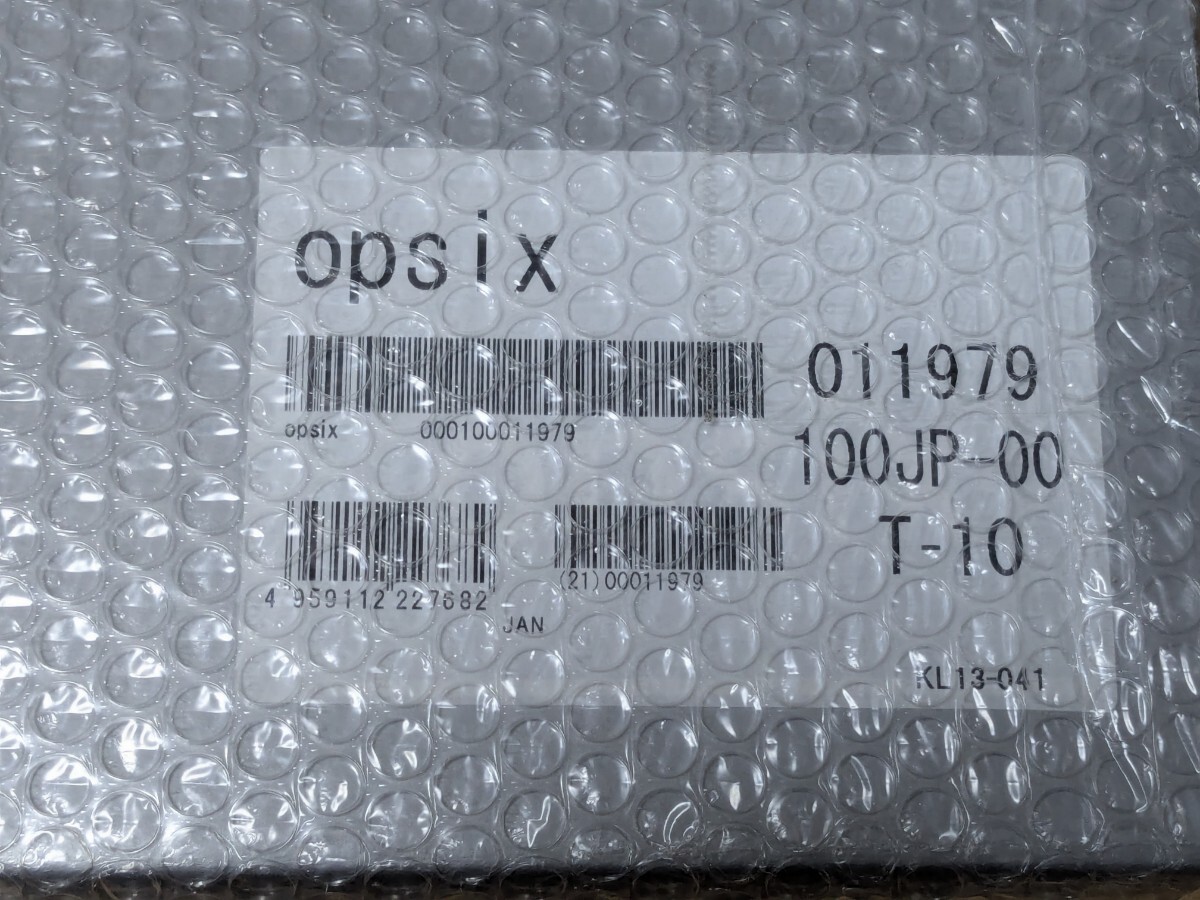 opsix
011979
opsix 000100011979
100JP-00
T-10
(21)00011979
4 959112 227682
JAN
KL13-041